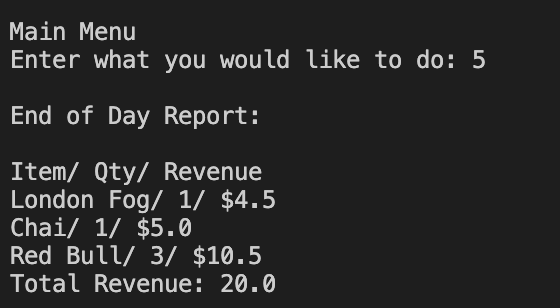 Main Menu
Enter what you would like to do: 5
End of Day Report:
Item/ Qty/ Revenue
London Fog/ 1/ $4.5
Chai/ 1/ $5.0
Red Bull/ 3/ $10.5
Total Revenue: 20.0